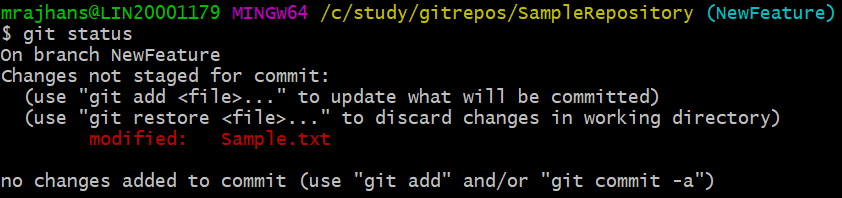 mrajhans@LIN20001179 MINGW64 /c/study/gitrepos/SampleRepository (NewFeature)
$ git status
On branch NewFeature
Changes not staged for commit:
  (use "git add <file>..." to update what will be committed)
  (use "git restore <file>..." to discard changes in working directory)
        modified:   Sample.txt

no changes added to commit (use "git add" and/or "git commit -a")